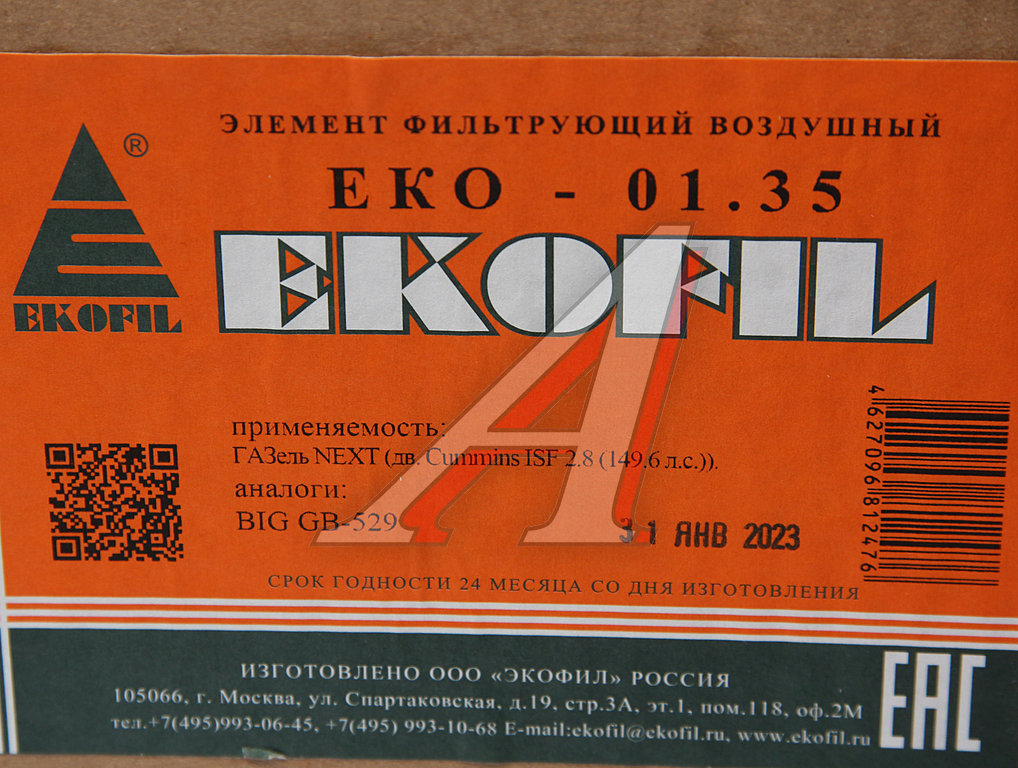 ЭЛЕМЕНТ ФИЛЬТРУЮЩИЙ ВОЗДУШНЫЙ
ЕКО - 01.35
®
EKOFIL
EKOFIL
применяемость:
ГАЗель NEXT (дв. Cummins ISF 2.8 (149.6 л.с.)).
аналоги:
BIG GB-529
31 ЯНВ 2023
4627096812476
СРОК ГОДНОСТИ 24 МЕСЯЦА СО ДНЯ ИЗГОТОВЛЕНИЯ
ИЗГОТОВЛЕНО ООО «ЭКОФИЛ» РОССИЯ
105066, г. Москва, ул. Спартаковская, д.19, стр.3А, эт.1, пом.118, оф.2М
тел.+7(495)993-06-45, +7(495) 993-10-68 E-mail:ekofil@ekofil.ru, www.ekofil.ru
EAC